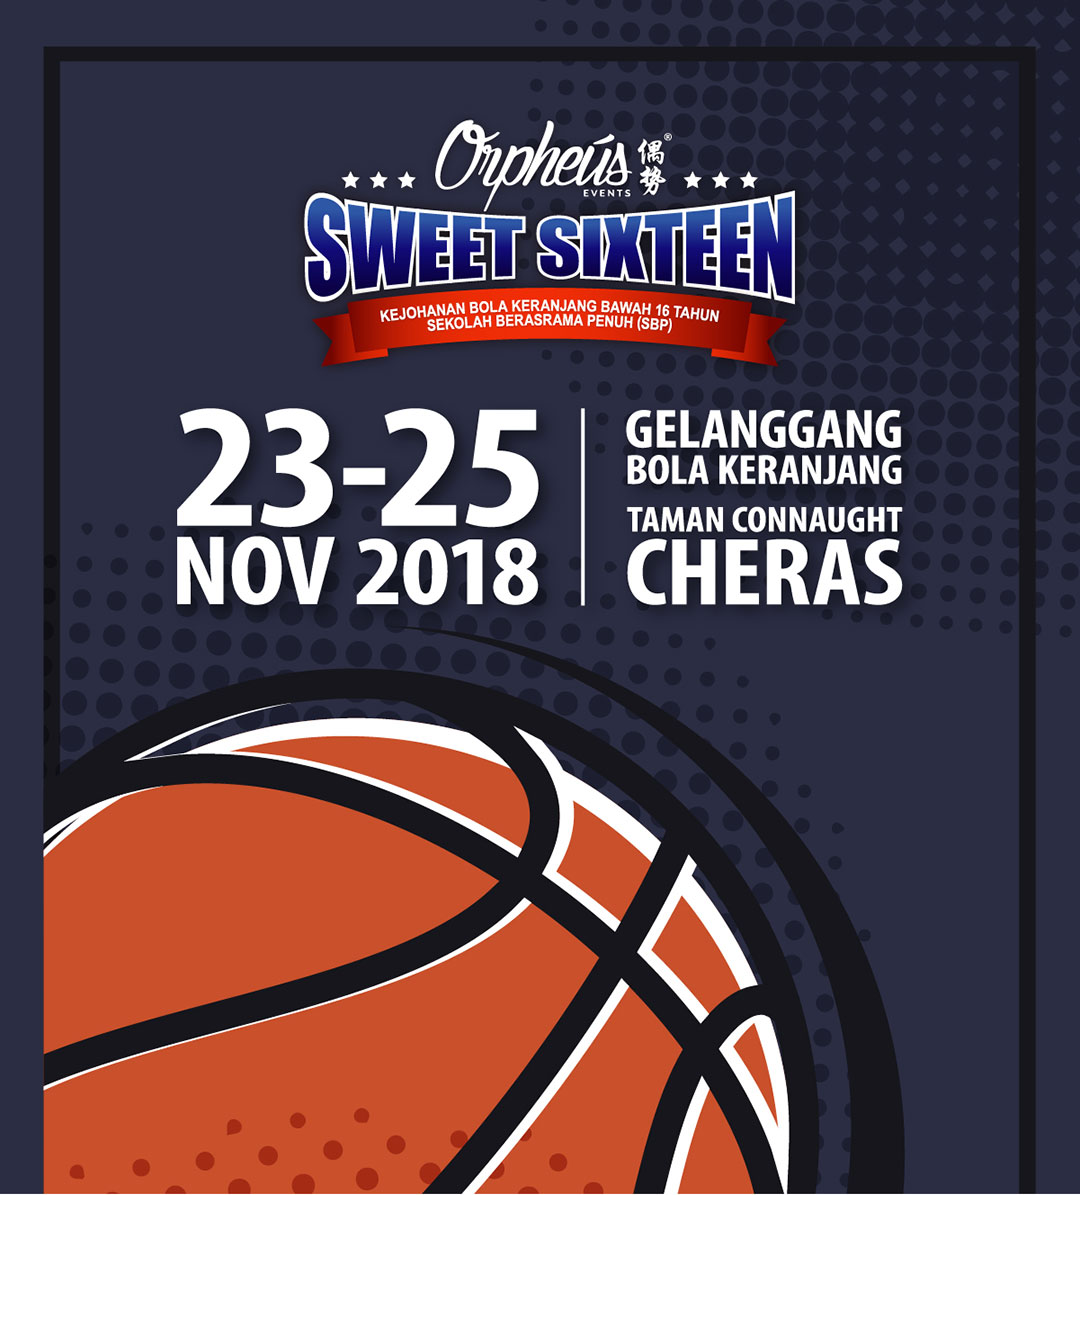 Orpheús 偶势®
EVENTS
SWEET SIXTEEN
KEJOHANAN BOLA KERANJANG BAWAH 16 TAHUN
SEKOLAH BERASRAMA PENUH (SBP)
23-25
NOV 2018
GELANGGANG
BOLA KERANJANG
TAMAN CONNAUGHT
CHERAS